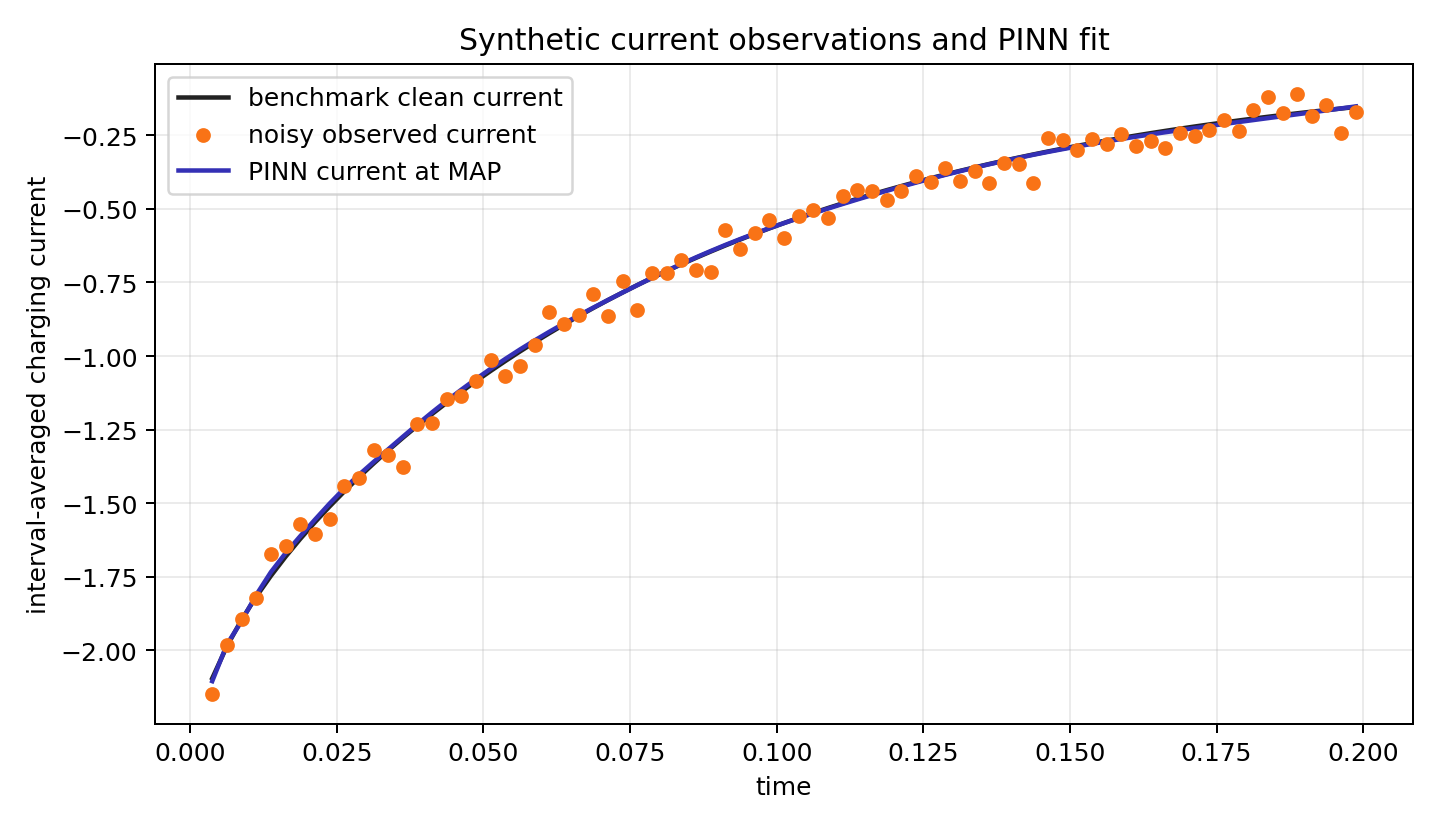 Synthetic current observations and PINN fit
benchmark clean current
noisy observed current
PINN current at MAP
interval-averaged charging current
−0.25
−0.50
−0.75
−1.00
−1.25
−1.50
−1.75
−2.00
0.000 0.025 0.050 0.075 0.100 0.125 0.150 0.175 0.200
time